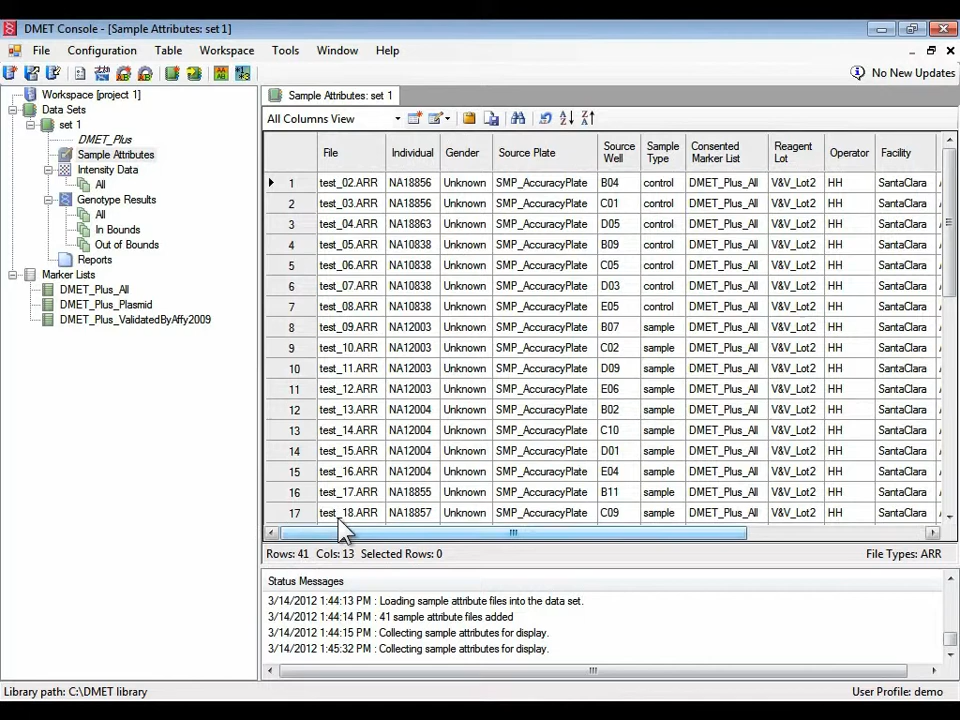 DMET Console - [Sample Attributes: set 1]
File Configuration Table Workspace Tools Window Help
No New Updates
Workspace [project 1]
Data Sets
set 1
DMET_Plus
Sample Attributes
Intensity Data
All
Genotype Results
All
In Bounds
Out of Bounds
Reports
Marker Lists
DMET_Plus_All
DMET_Plus_Plasmid
DMET_Plus_ValidatedByAffy2009
Sample Attributes: set 1
All Columns View
File Individual Gender Source Plate Source Well Sample Type Consented Marker List Reagent Lot Operator Facility
1 test_02.ARR NA18856 Unknown SMP_AccuracyPlate B04 control DMET_Plus_All V&V_Lot2 HH SantaClara
2 test_03.ARR NA18856 Unknown SMP_AccuracyPlate C01 control DMET_Plus_All V&V_Lot2 HH SantaClara
3 test_04.ARR NA18863 Unknown SMP_AccuracyPlate D05 control DMET_Plus_All V&V_Lot2 HH SantaClara
4 test_05.ARR NA10838 Unknown SMP_AccuracyPlate B09 control DMET_Plus_All V&V_Lot2 HH SantaClara
5 test_06.ARR NA10838 Unknown SMP_AccuracyPlate C05 control DMET_Plus_All V&V_Lot2 HH SantaClara
6 test_07.ARR NA10838 Unknown SMP_AccuracyPlate D03 control DMET_Plus_All V&V_Lot2 HH SantaClara
7 test_08.ARR NA10838 Unknown SMP_AccuracyPlate E05 control DMET_Plus_All V&V_Lot2 HH SantaClara
8 test_09.ARR NA12003 Unknown SMP_AccuracyPlate B07 sample DMET_Plus_All V&V_Lot2 HH SantaClara
9 test_10.ARR NA12003 Unknown SMP_AccuracyPlate C02 sample DMET_Plus_All V&V_Lot2 HH SantaClara
10 test_11.ARR NA12003 Unknown SMP_AccuracyPlate D09 sample DMET_Plus_All V&V_Lot2 HH SantaClara
11 test_12.ARR NA12003 Unknown SMP_AccuracyPlate E06 sample DMET_Plus_All V&V_Lot2 HH SantaClara
12 test_13.ARR NA12004 Unknown SMP_AccuracyPlate B02 sample DMET_Plus_All V&V_Lot2 HH SantaClara
13 test_14.ARR NA12004 Unknown SMP_AccuracyPlate C10 sample DMET_Plus_All V&V_Lot2 HH SantaClara
14 test_15.ARR NA12004 Unknown SMP_AccuracyPlate D01 sample DMET_Plus_All V&V_Lot2 HH SantaClara
15 test_16.ARR NA12004 Unknown SMP_AccuracyPlate E04 sample DMET_Plus_All V&V_Lot2 HH SantaClara
16 test_17.ARR NA18855 Unknown SMP_AccuracyPlate B11 sample DMET_Plus_All V&V_Lot2 HH SantaClara
17 test_18.ARR NA18857 Unknown SMP_AccuracyPlate C09 sample DMET_Plus_All V&V_Lot2 HH SantaClara
Rows: 41 Cols: 13 Selected Rows: 0 File Types: ARR
Status Messages
3/14/2012 1:44:13 PM : Loading sample attribute files into the data set.
3/14/2012 1:44:14 PM : 41 sample attribute files added
3/14/2012 1:44:15 PM : Collecting sample attributes for display.
3/14/2012 1:45:32 PM : Collecting sample attributes for display.
Library path: C:\DMET library User Profile: demo